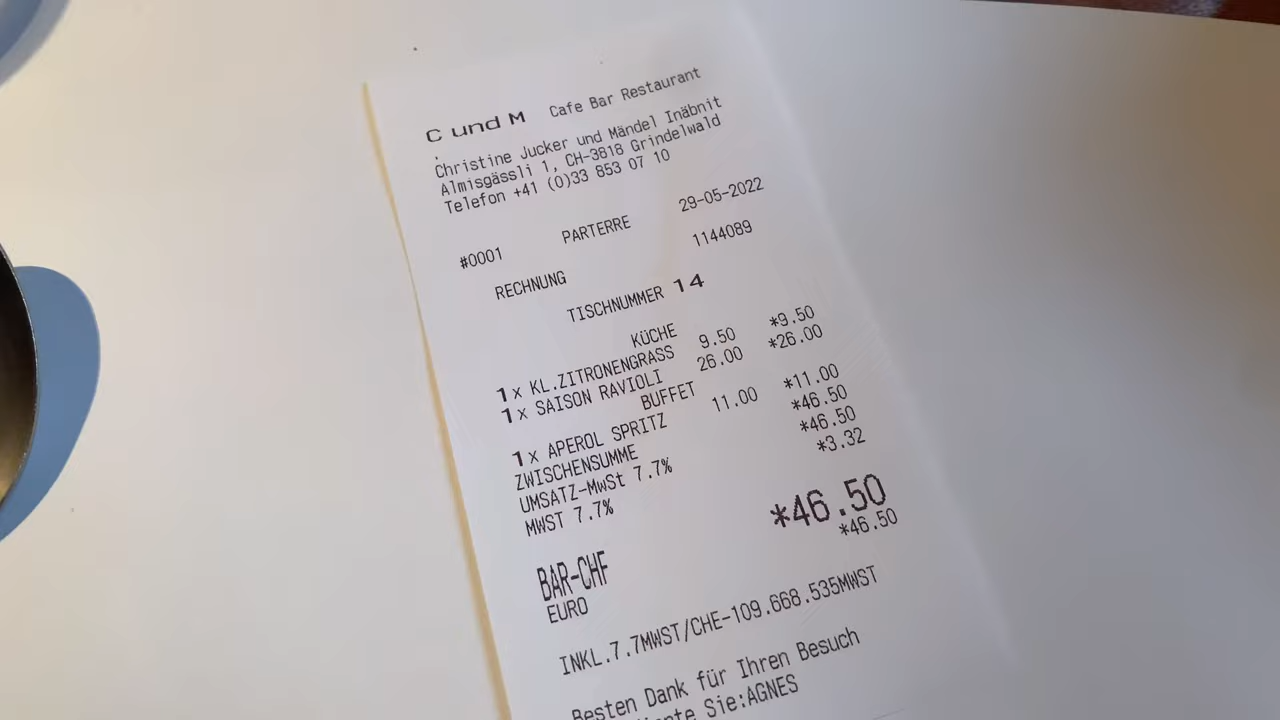 C und M Cafe Bar Restaurant
Christine Jucker und Mändel Inäbnit
Almisgässli 1, CH-3818 Grindelwald
Telefon +41 (0)33 853 07 10
#0001 PARTERRE 29-05-2022
RECHNUNG 1144089
TISCHNUMMER 14
KÜCHE
1x KL.ZITRONENGRASS 9.50 *9.50
1x SAISON RAVIOLI 26.00 *26.00
BUFFET
1x APEROL SPRITZ 11.00 *11.00
ZWISCHENSUMME *46.50
UMSATZ-MwSt 7.7% *46.50
MWST 7.7% *3.32
BAR-CHF *46.50
EURO *46.50
INKL.7.7MWST/CHE-109.668.535MWST
Besten Dank für Ihren Besuch
Sie:AGNES